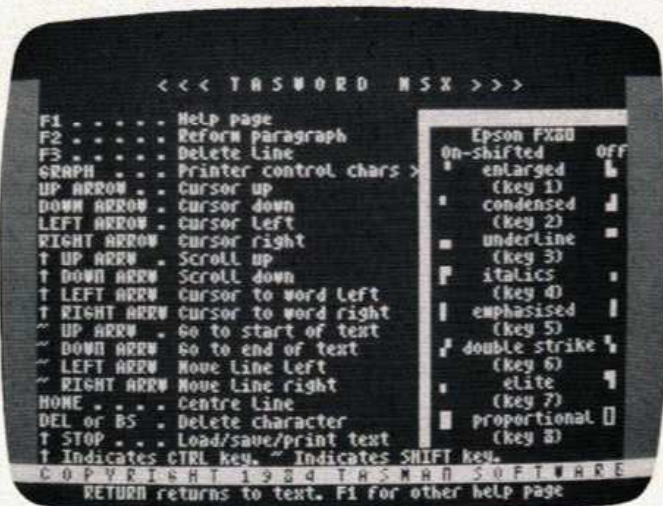 <<< TASWORD MSX >>>
F1 . . . . . Help page
F2 . . . . . Reform paragraph
F3 . . . . . Delete line
GRAPH . . . Printer control chars >
UP ARROW . . Cursor up
DOWN ARROW . Cursor down
LEFT ARROW . Cursor left
RIGHT ARROW Cursor right
↑ UP ARRW . Scroll up
↑ DOWN ARRW Scroll down
↑ LEFT ARRW Cursor to word left
↑ RIGHT ARRW Cursor to word right
~ UP ARRW . Go to start of text
~ DOWN ARRW Go to end of text
~ LEFT ARRW Move line left
~ RIGHT ARRW Move line right
HOME . . . . Centre line
DEL or BS . Delete character
↑ STOP . . . Load/save/print text
Epson FX80
On-shifted Off
enlarged
(key 1)
condensed
(key 2)
underline
(key 3)
italics
(key 4)
emphasised
(key 5)
double strike
(key 6)
elite
(key 7)
proportional
(key 8)
↑ Indicates CTRL key. ~ Indicates SHIFT key.
COPYRIGHT 1984 TASMAN SOFTWARE
RETURN returns to text. F1 for other help page